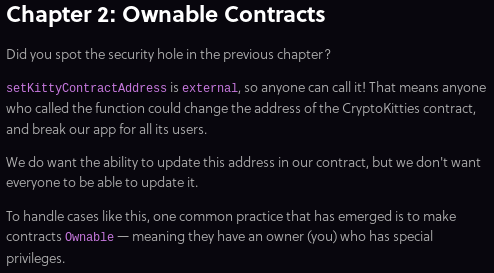 Chapter 2: Ownable Contracts
Did you spot the security hole in the previous chapter?
setKittyContractAddress is external, so anyone can call it! That means anyone
who called the function could change the address of the CryptoKitties contract,
and break our app for all its users.
We do want the ability to update this address in our contract, but we don't want
everyone to be able to update it.
To handle cases like this, one common practice that has emerged is to make
contracts Ownable — meaning they have an owner (you) who has special
privileges.